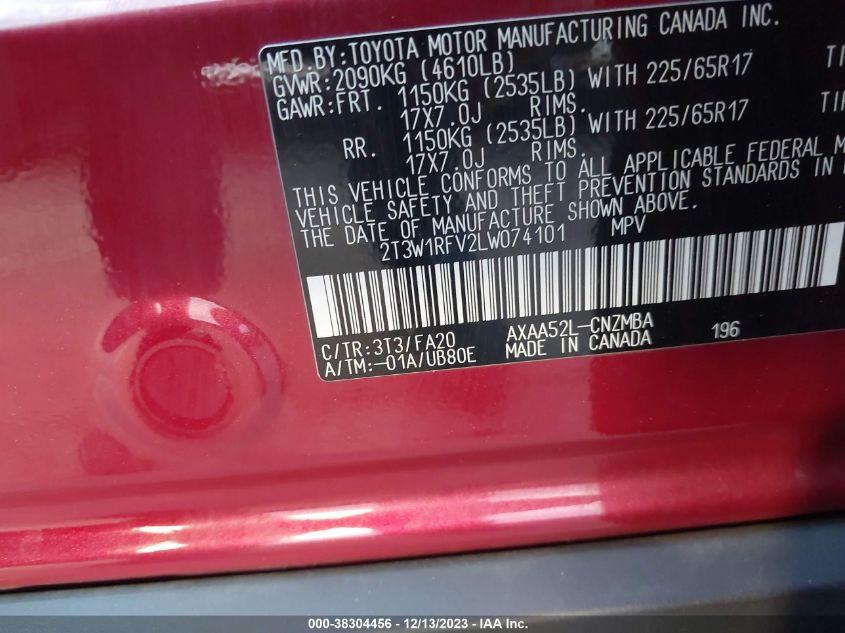 MFD.BY:TOYOTA MOTOR MANUFACTURING CANADA INC.
GVWR:2090KG (4610LB)
GAWR:FRT. 1150KG (2535LB) WITH 225/65R17 TI
17X7.0J RIMS.
RR. 1150KG (2535LB) WITH 225/65R17 TI
17X7.0J RIMS.
THIS VEHICLE CONFORMS TO ALL APPLICABLE FEDERAL M
VEHICLE SAFETY AND THEFT PREVENTION STANDARDS IN
THE DATE OF MANUFACTURE SHOWN ABOVE.
2T3W1RFV2LW074101 MPV
C/TR:3T3/FA20 AXAA52L-CNZMBA 196
A/TM:-01A/UB80E MADE IN CANADA
000-38304456 - 12/13/2023 - IAA Inc.